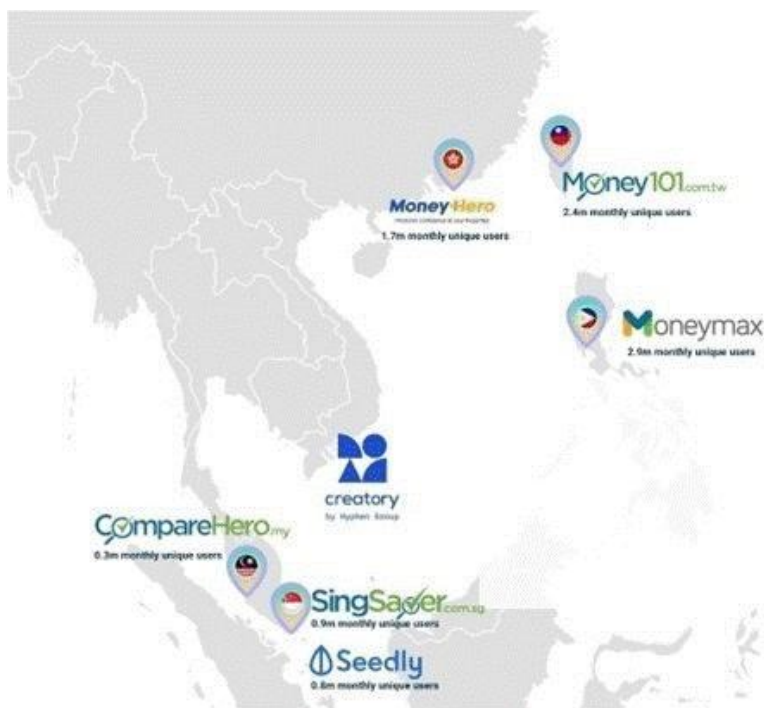 Money101.com.tw
2.4m monthly unique users
MoneyHero
1.7m monthly unique users
Moneymax
2.9m monthly unique users
creatory
by Hyphen Group
CompareHero.my
0.3m monthly unique users
SingSaver.com.sg
0.9m monthly unique users
Seedly
0.8m monthly unique users